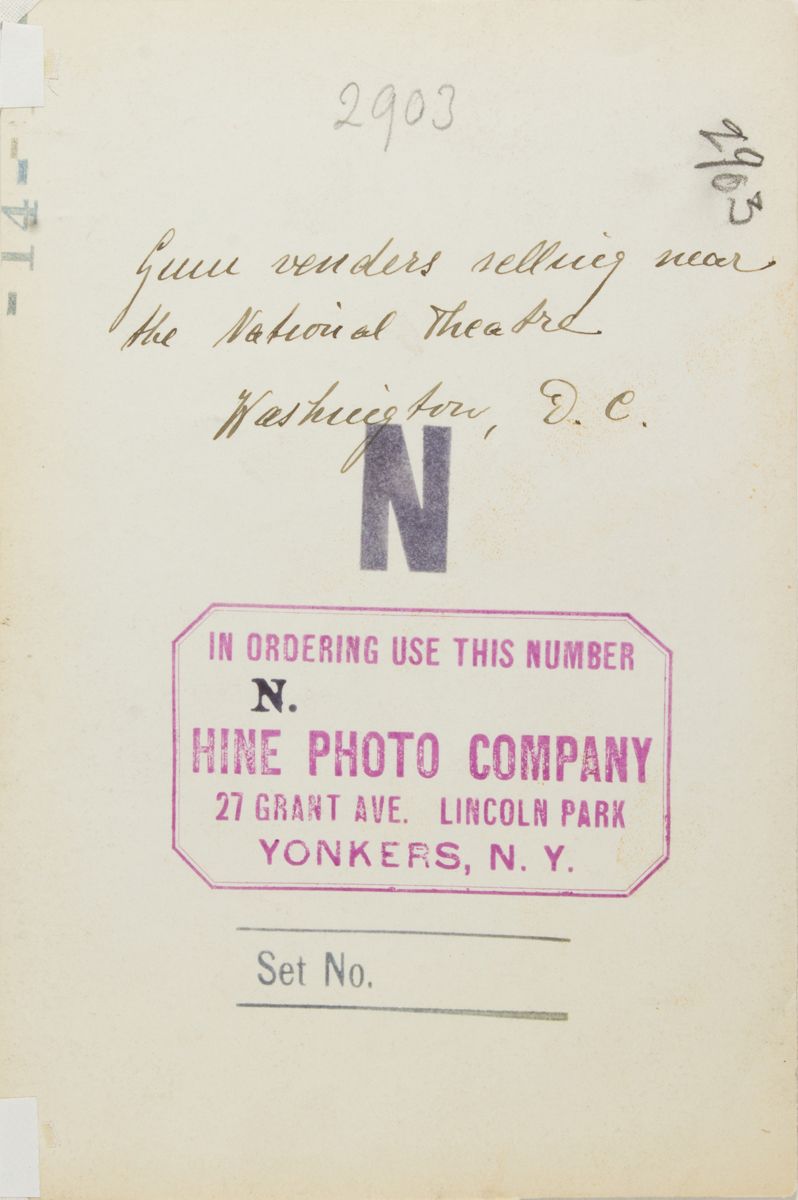 2903
2903
-14-
Gum venders selling near
the National Theatre
Washington, D. C.
N
IN ORDERING USE THIS NUMBER
N.
HINE PHOTO COMPANY
27 GRANT AVE. LINCOLN PARK
YONKERS, N. Y.
Set No.